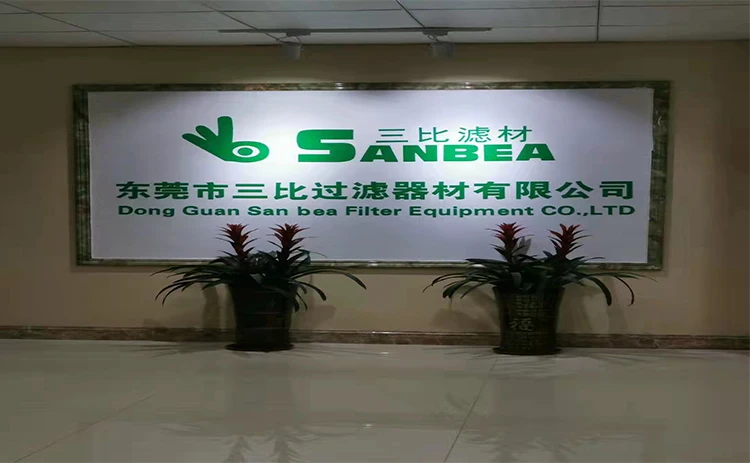 三比滤材
SANBEA
东莞市三比过滤器材有限公司
Dong Guan San bea Filter Equipment CO.,LTD
福